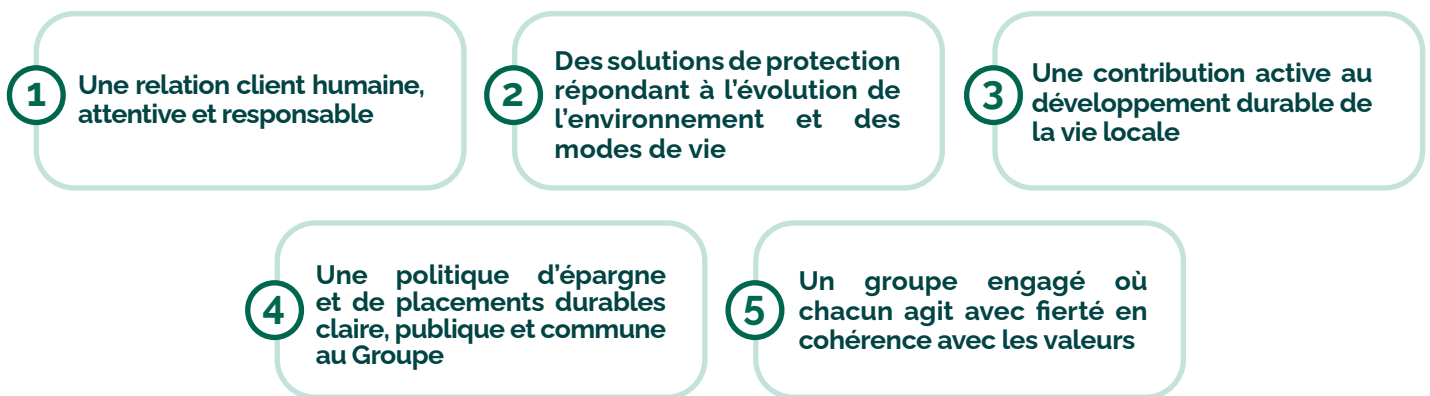 1
Une relation client humaine,
attentive et responsable
2
Des solutions de protection
répondant à l’évolution de
l’environnement et des
modes de vie
3
Une contribution active au
développement durable de
la vie locale
4
Une politique d’épargne
et de placements durables
claire, publique et commune
au Groupe
5
Un groupe engagé où
chacun agit avec fierté en
cohérence avec les valeurs